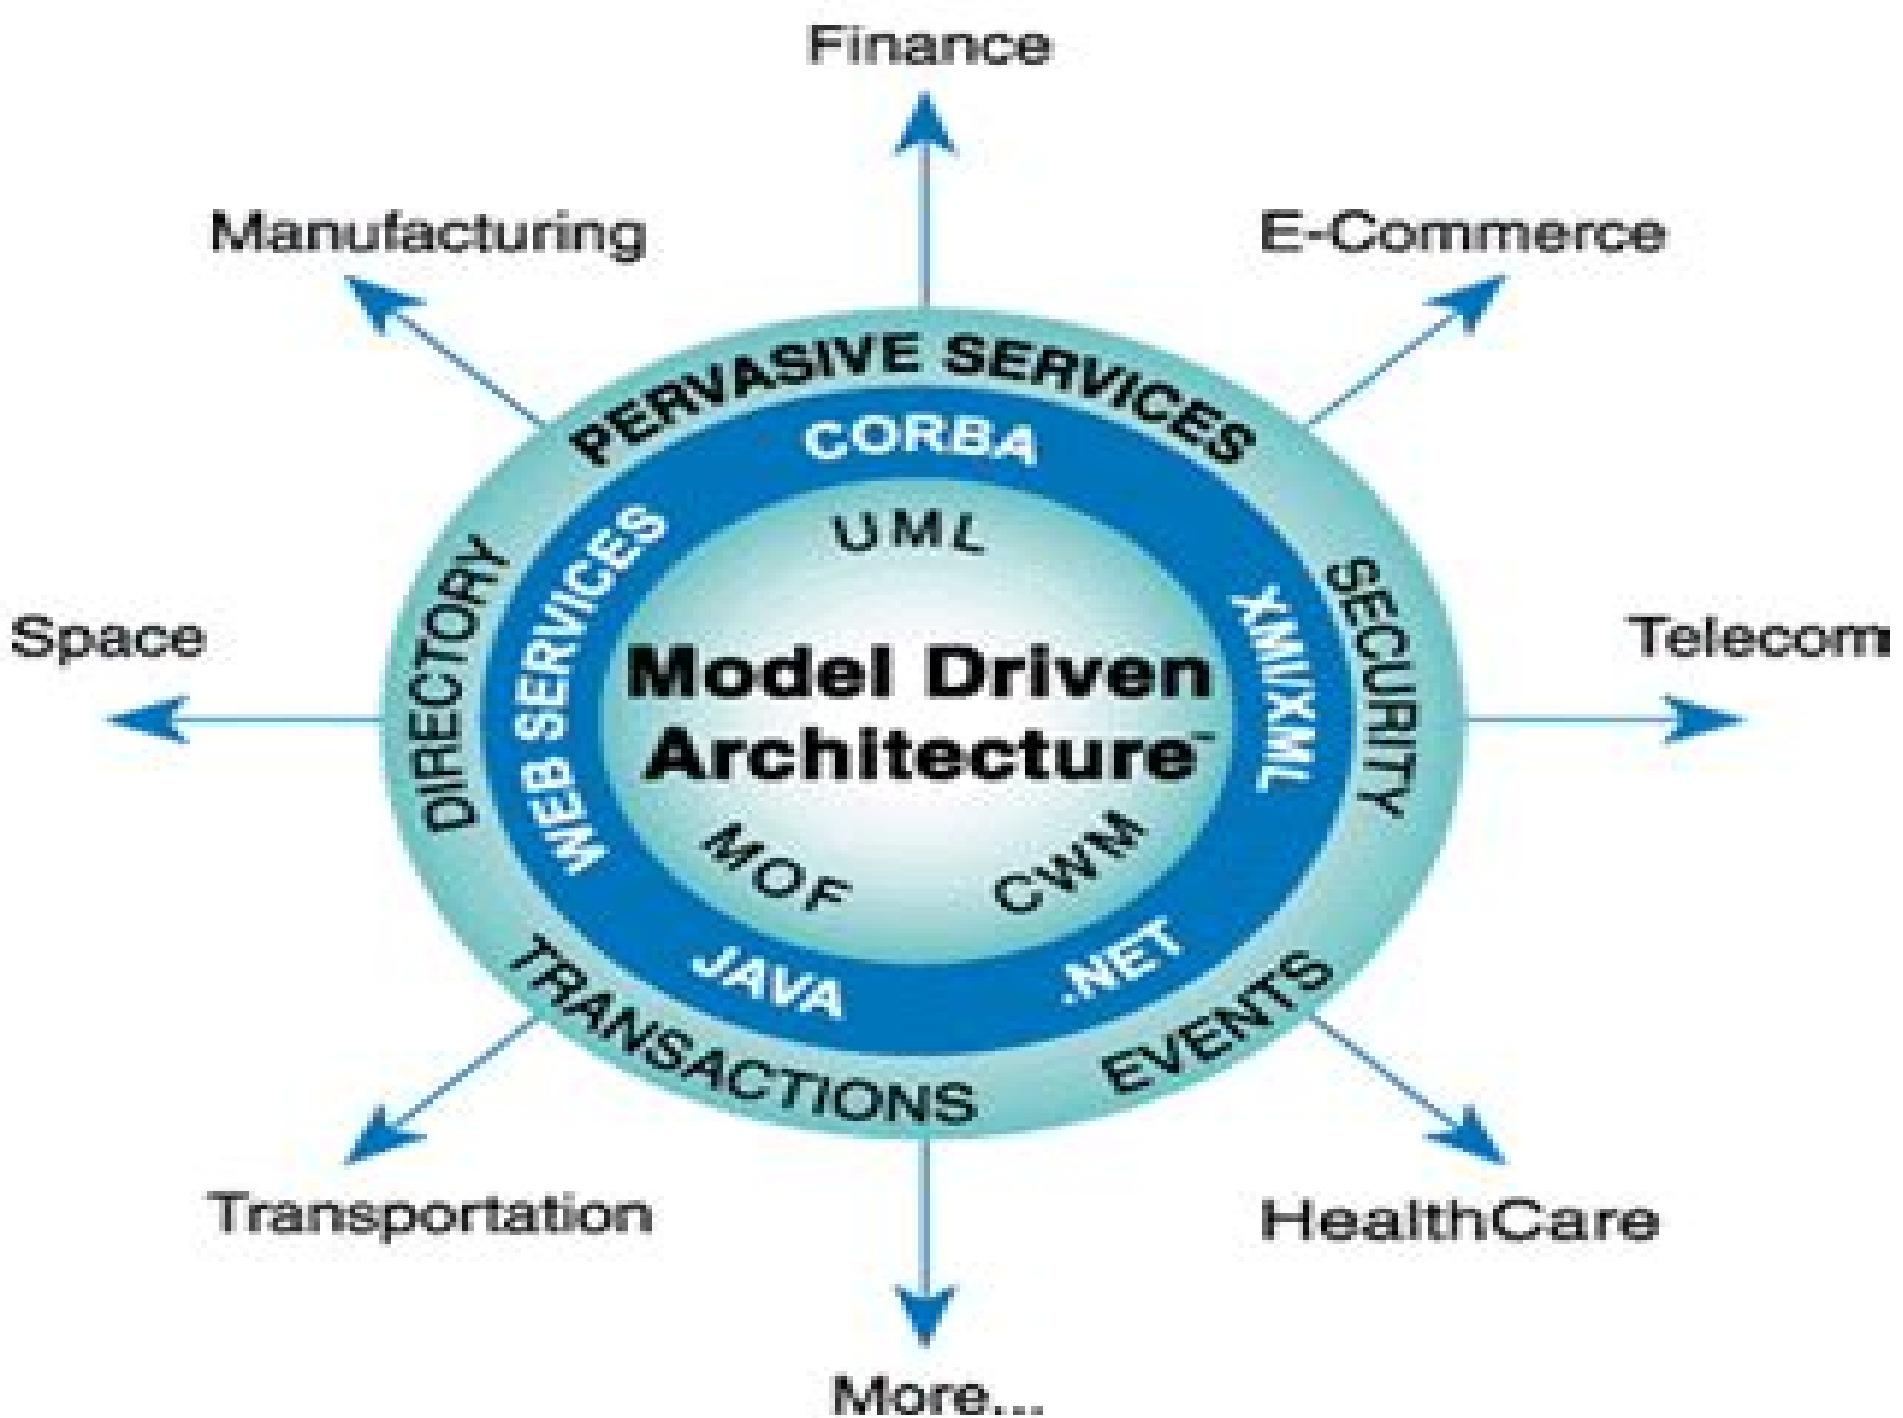 Finance
Manufacturing
E-Commerce
PERVASIVE SERVICES
CORBA
UML
WEB SERVICES
DIRECTORY
XMI/XML
SECURITY
Space
Model Driven
Architecture™
Telecom
MOF
CWM
JAVA
.NET
TRANSACTIONS
EVENTS
Transportation
HealthCare
More...